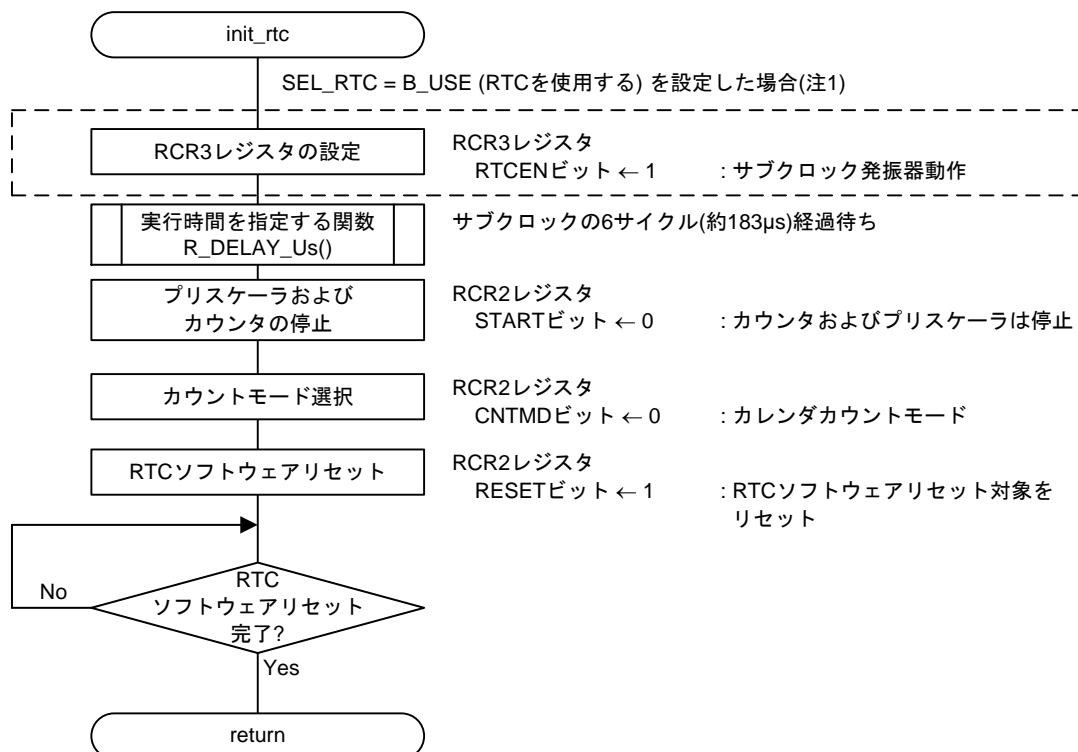 init_rtc
SEL_RTC = B_USE (RTCを使用する) を設定した場合(注1)
RCR3レジスタの設定
RCR3レジスタ
RTCENビット ← 1 : サブクロック発振器動作
実行時間を指定する関数
R_DELAY_Us()
サブクロックの6サイクル(約183µs)経過待ち
プリスケーラおよび
カウンタの停止
RCR2レジスタ
STARTビット ← 0 : カウンタおよびプリスケーラは停止
カウントモード選択
RCR2レジスタ
CNTMDビット ← 0 : カレンダカウントモード
RTCソフトウェアリセット
RCR2レジスタ
RESETビット ← 1 : RTCソフトウェアリセット対象を
リセット
No
RTC
ソフトウェアリセット
完了?
Yes
return